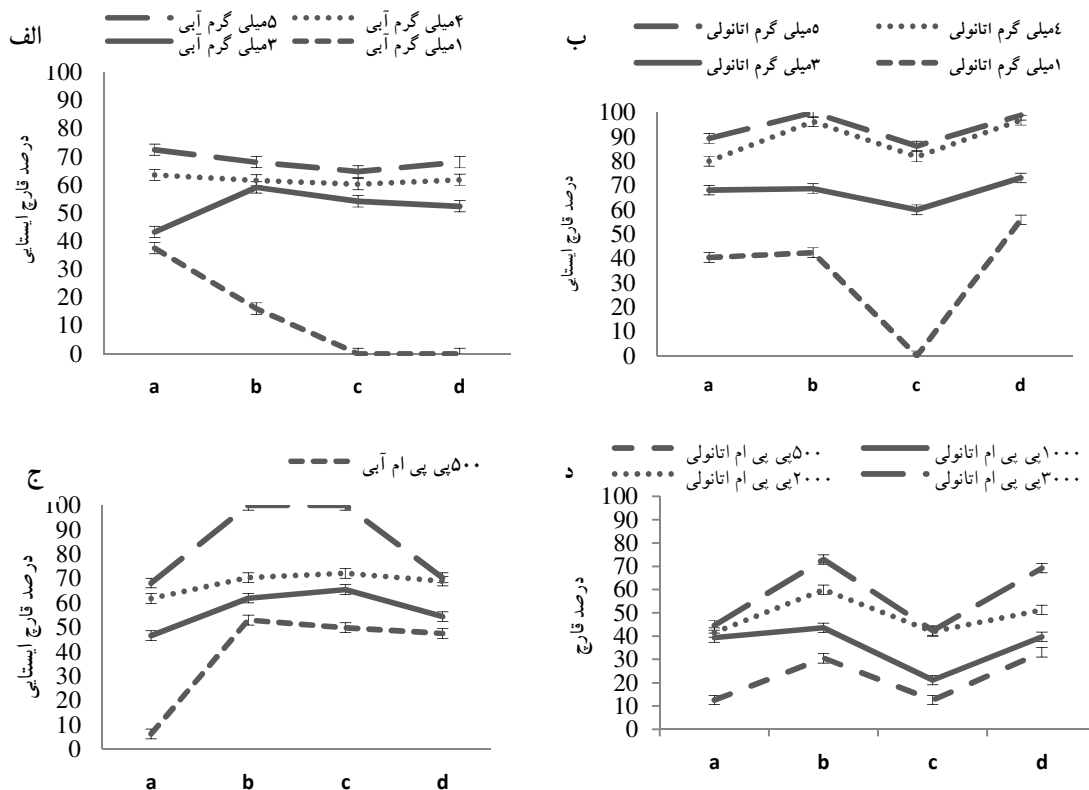 الف
۵میلی گرم آبی ۴میلی گرم آبی
۳میلی گرم آبی ۱میلی گرم آبی
درصد قارچ ایستایی
100
90
80
70
60
50
40
30
20
10
0
a b c d
ب
۵میلی گرم اتانولی ٤میلی گرم اتانولی
۳میلی گرم اتانولی ۱میلی گرم اتانولی
درصد قارچ ایستایی
100
90
80
70
60
50
40
30
20
10
0
a b c d
ج
۵۰۰پی پی ام آبی
درصد قارچ ایستایی
100
90
80
70
60
50
40
30
20
10
0
a b c d
د
۵۰۰پی پی ام اتانولی ۱۰۰۰پی پی ام اتانولی
۲۰۰۰پی پی ام اتانولی ۳۰۰۰پی پی ام اتانولی
درصد قارچ
100
90
80
70
60
50
40
30
20
10
0
a b c d